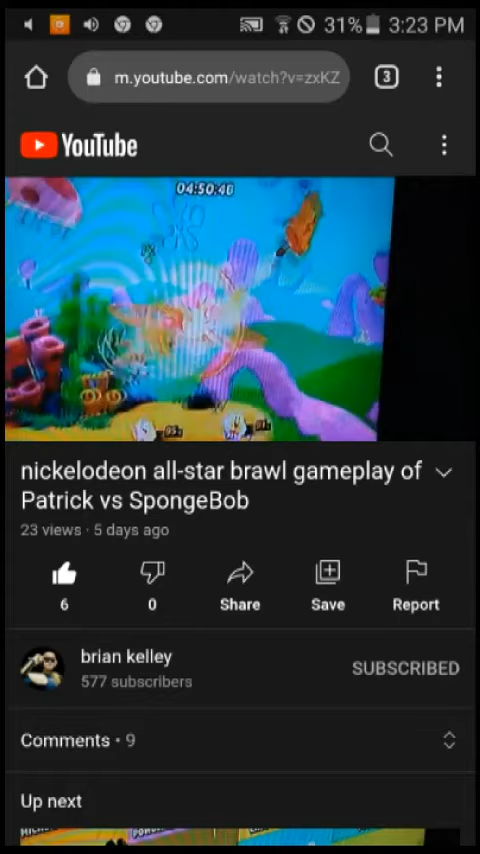 31% 3:23 PM
m.youtube.com/watch?v=zxKZ
3
YouTube
04:50:40
nickelodeon all-star brawl gameplay of
Patrick vs SpongeBob
23 views · 5 days ago
6
0
Share
Save
Report
brian kelley
577 subscribers
SUBSCRIBED
Comments • 9
Up next